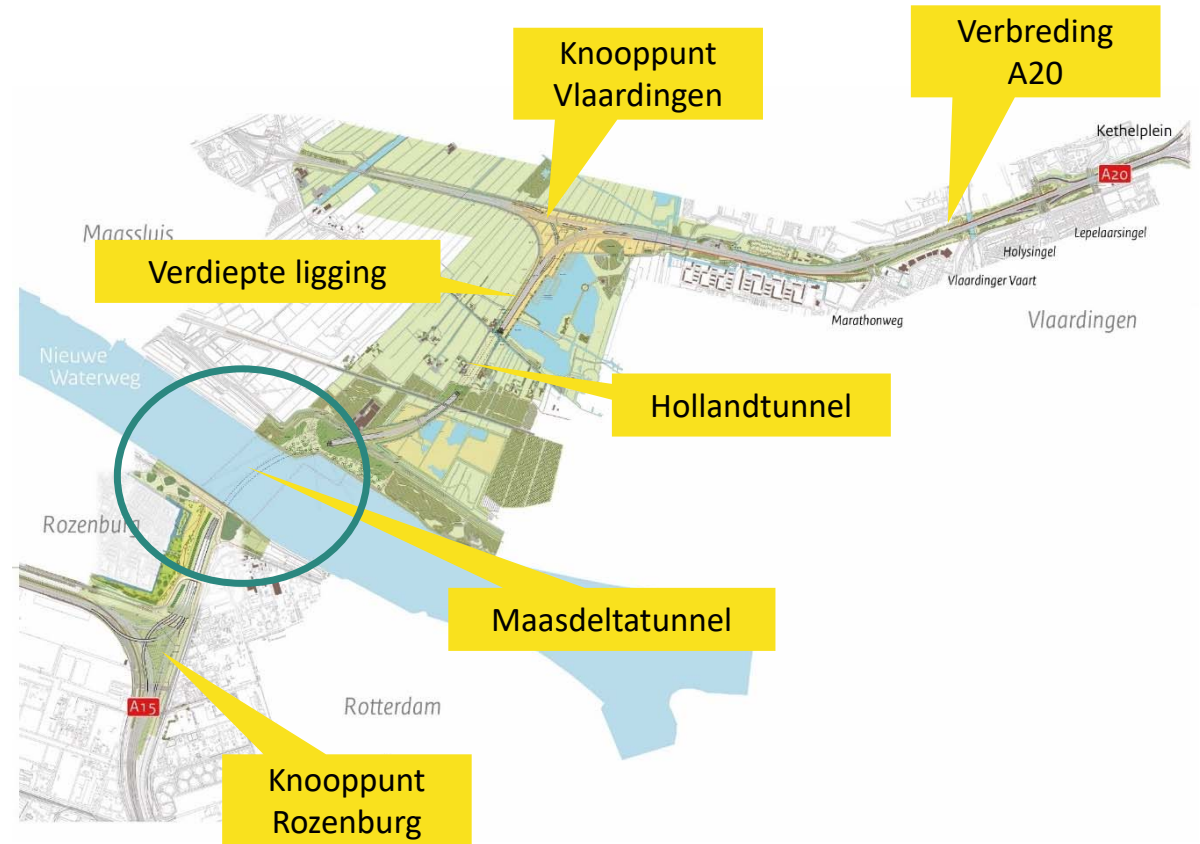 Knooppunt
Vlaardingen
Verbreding
A20
Kethelplein
A20
Maassluis
Lepelaarsingel
Holysingel
Verdiepte ligging
Vlaardinger Vaart
Marathonweg
Vlaardingen
Nieuwe
Waterweg
Hollandtunnel
Rozenburg
Maasdeltatunnel
A15
Rotterdam
Knooppunt
Rozenburg